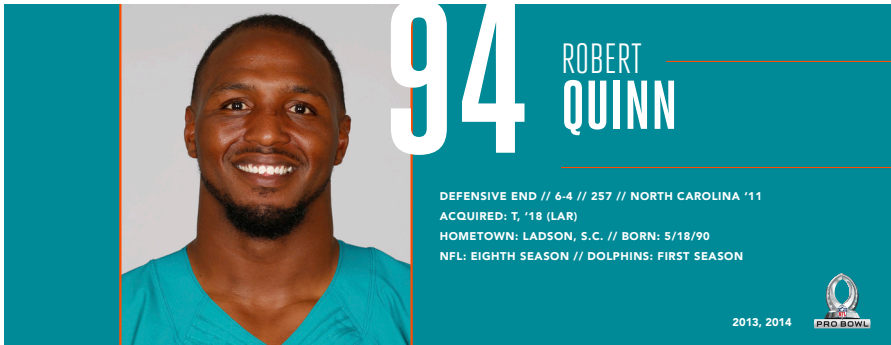 94
ROBERT
QUINN
DEFENSIVE END // 6-4 // 257 // NORTH CAROLINA ’11
ACQUIRED: T, ’18 (LAR)
HOMETOWN: LADSON, S.C. // BORN: 5/18/90
NFL: EIGHTH SEASON // DOLPHINS: FIRST SEASON
2013, 2014
NFL
PRO BOWL